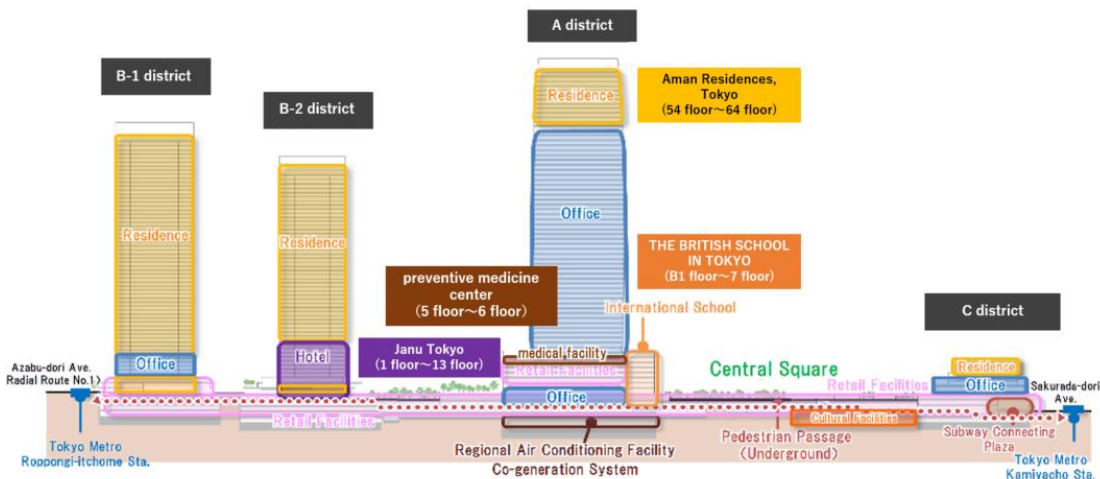 A district
B-1 district
B-2 district
Residence
Aman Residences,
Tokyo
(54 floor～64 floor)
Residence
Residence
Office
THE BRITISH SCHOOL
IN TOKYO
(B1 floor～7 floor)
preventive medicine
center
(5 floor～6 floor)
International School
C district
Janu Tokyo
(1 floor～13 floor)
Hotel
Office
medical facility
Retail Facilities
Office
Central Square
Residence
Office
Retail Facilities
Azabu-dori Ave.
Radial Route No.1)
Sakurada-dori
Ave.
Retail Facilities
Cultural Facilities
Tokyo Metro
Roppongi-Itchome Sta.
Regional Air Conditioning Facility
Co-generation System
Pedestrian Passage
(Underground)
Subway Connecting
Plaza
Tokyo Metro
Kamiyacho Sta.